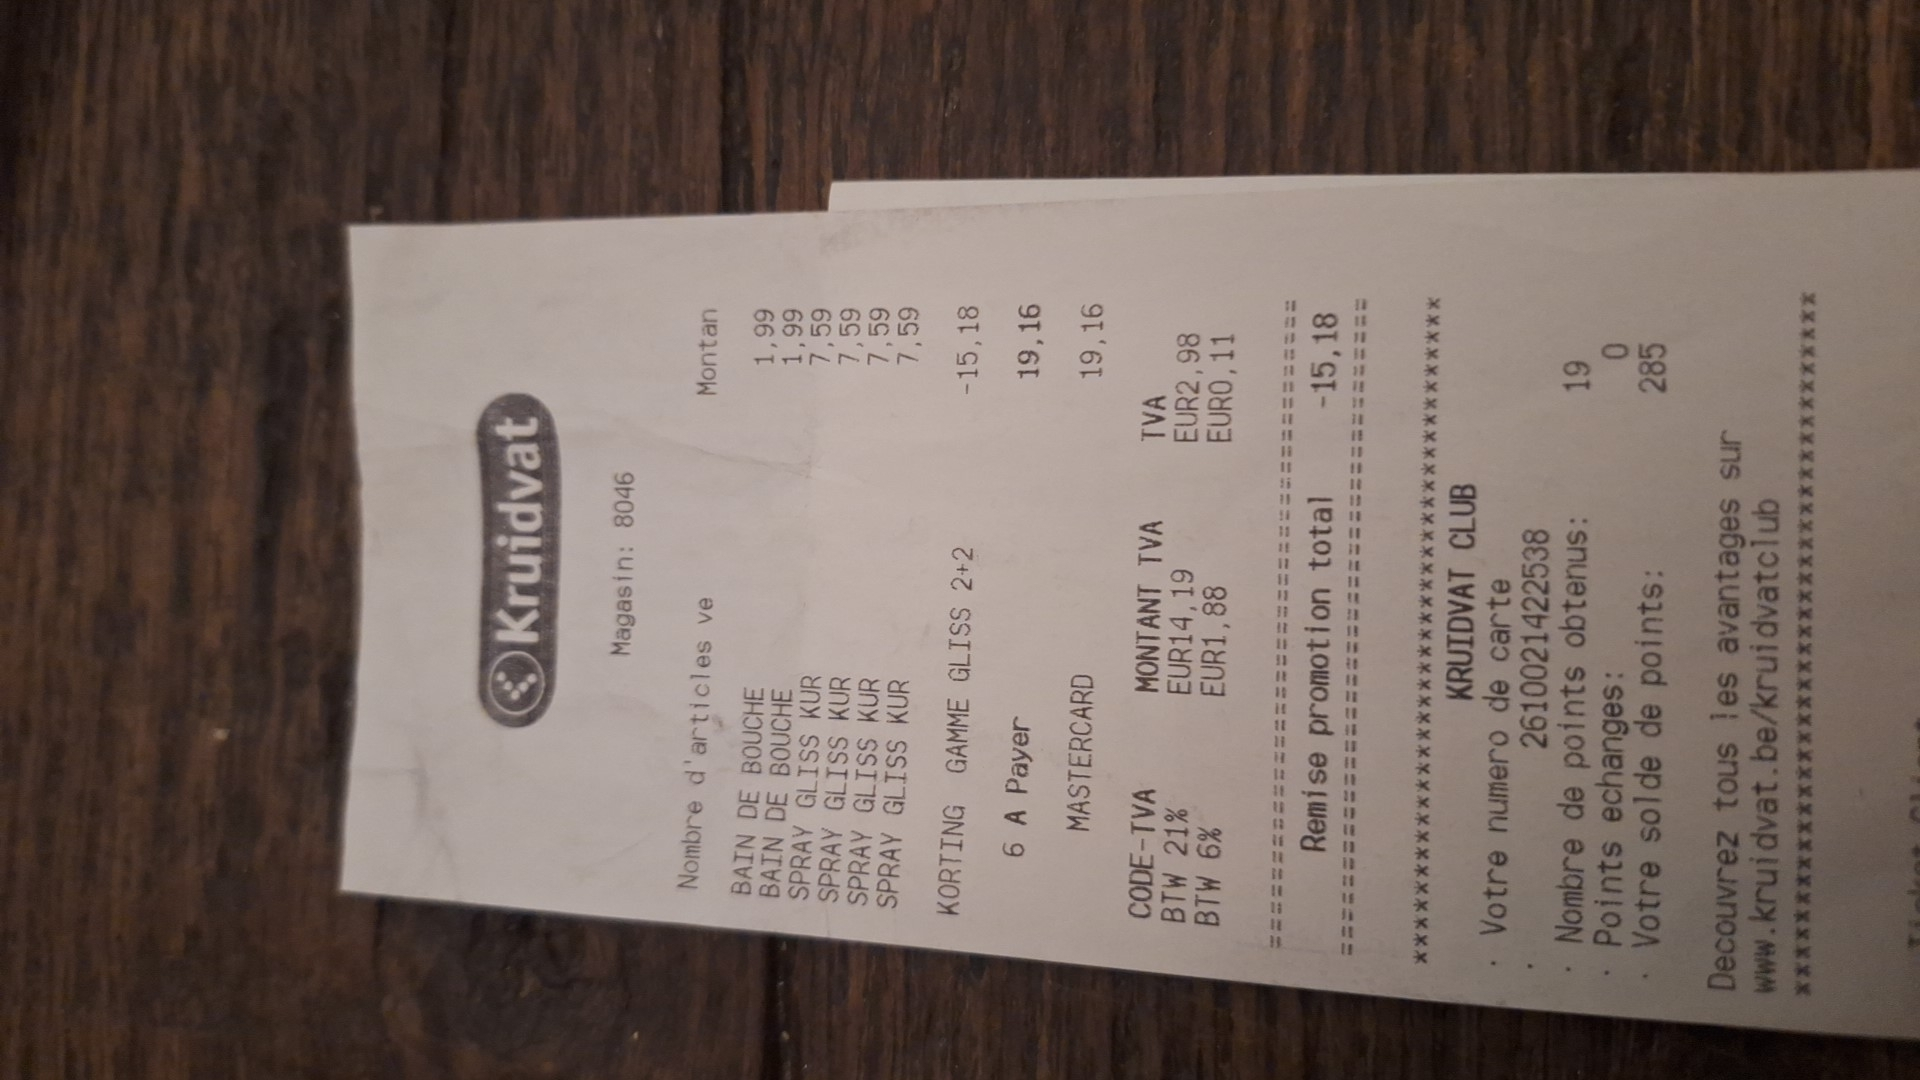 Kruidvat
Magasin: 8046
Nombre d'articles ve Montan
BAIN DE BOUCHE 1,99
BAIN DE BOUCHE 1,99
SPRAY GLISS KUR 7,59
SPRAY GLISS KUR 7,59
SPRAY GLISS KUR 7,59
SPRAY GLISS KUR 7,59
KORTING GAMME GLISS 2+2 -15,18
6 A Payer 19,16
MASTERCARD 19,16
CODE-TVA MONTANT TVA TVA
BTW 21% EUR14,19 EUR2,98
BTW 6% EUR1,88 EUR0,11
Remise promotion total -15,18
KRUIDVAT CLUB
· Votre numero de carte
· 2610021422538
· Nombre de points obtenus: 19
· Points echanges: 0
· Votre solde de points: 285
Decouvrez tous les avantages sur
www.kruidvat.be/kruidvatclub